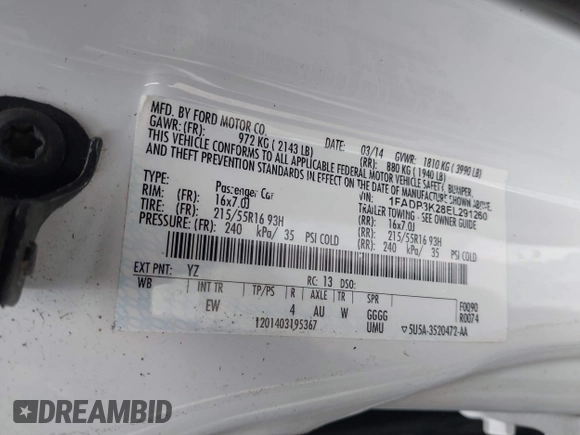 MFD. BY FORD MOTOR CO.
DATE: 03/14 GVWR: 1810 KG ( 3990 LB)
GAWR: (FR): 972 KG ( 2143 LB) (RR): 880 KG ( 1940 LB)
THIS VEHICLE CONFORMS TO ALL APPLICABLE FEDERAL MOTOR VEHICLE SAFETY, BUMPER,
AND THEFT PREVENTION STANDARDS IN EFFECT ON THE DATE OF MANUFACTURE SHOWN ABOVE.
VIN: 1FADP3K28EL291260
TYPE: Passenger Car TRAILER TOWING - SEE OWNER GUIDE
RIM: (FR): 16x7.0J (RR): 16x7.0J
TIRE: (FR): 215/55R16 93H (RR): 215/55R16 93H
PRESSURE: (FR): 240 kPa/ 35 PSI COLD (RR): 240 kPa/ 35 PSI COLD
EXT PNT: YZ RC: 13 DSO:
WB INT TR TP/PS R AXLE TR SPR F0Q90
EW 4 AU W GGGG R0074
1201403195367 UMU 5U5A-3520472-AA
DREAMBID